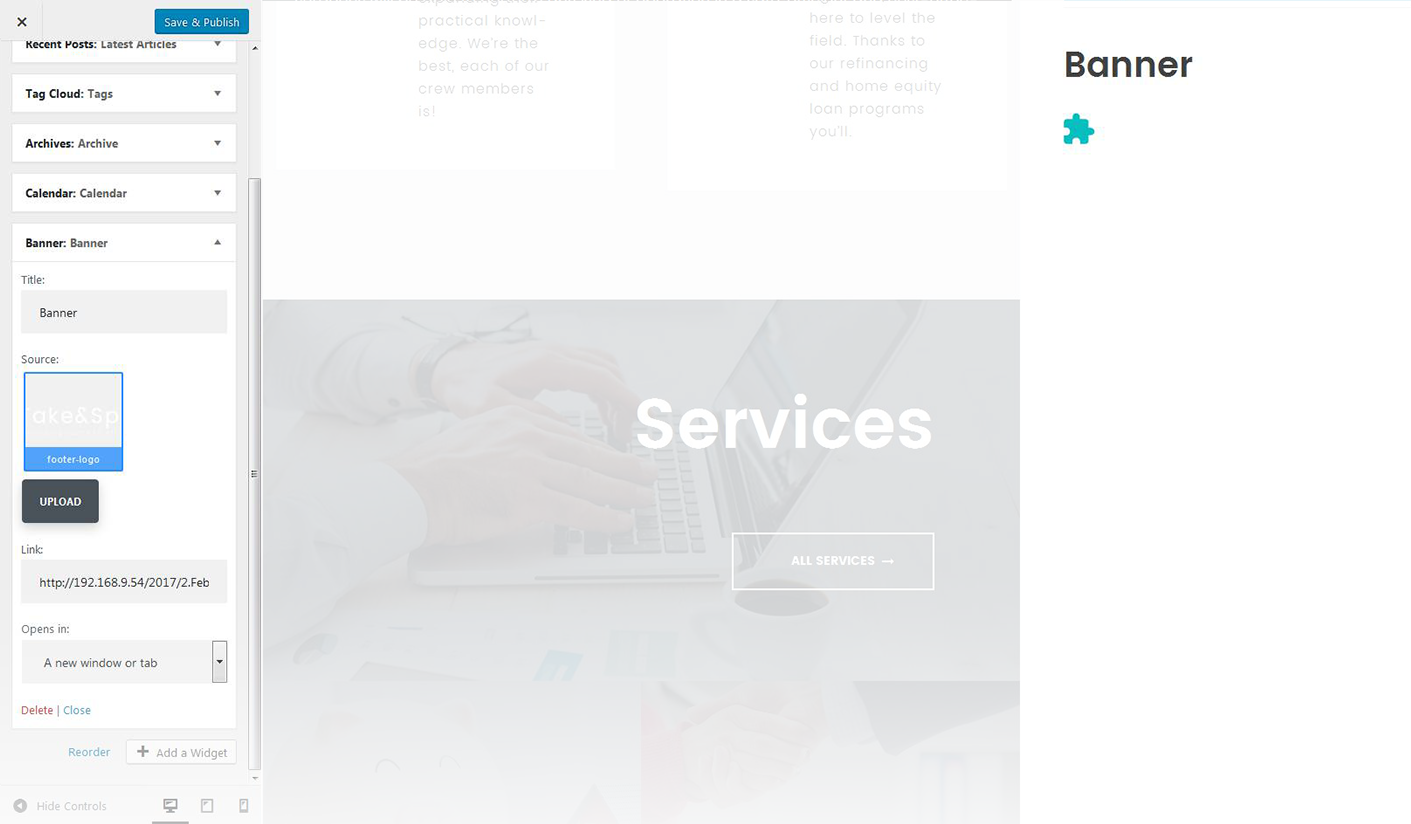 Save & Publish
Recent Posts: Latest Articles
Tag Cloud: Tags
Archives: Archive
Calendar: Calendar
Banner: Banner
Title:
Banner
Source:
Take&Sp
footer-logo
UPLOAD
Link:
http://192.168.9.54/2017/2.Feb
Opens in:
A new window or tab
Delete | Close
Reorder
Add a Widget
Hide Controls
practical knowl-
edge. We're the
best, each of our
crew members
is!
here to level the
field. Thanks to
our refinancing
and home equity
loan programs
you'll.
Services
ALL SERVICES →
Banner